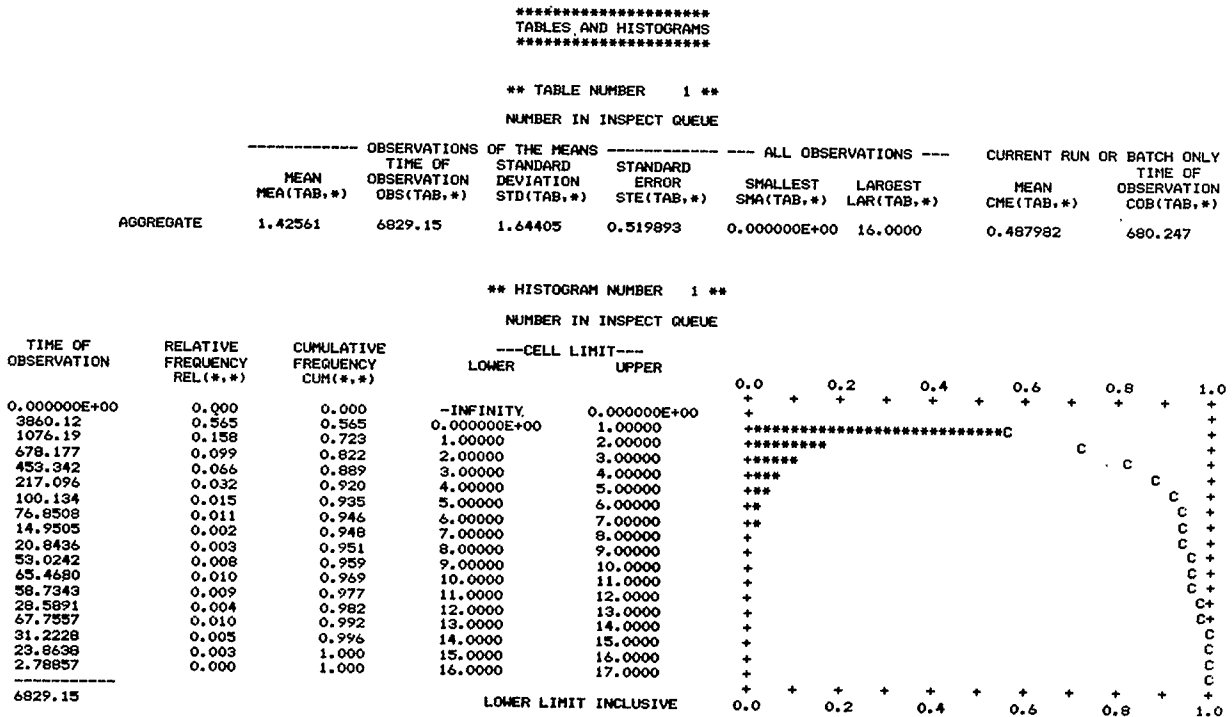 *********************
TABLES AND HISTOGRAMS
*********************
** TABLE NUMBER 1 **
NUMBER IN INSPECT QUEUE
------------ OBSERVATIONS OF THE MEANS ------------ --- ALL OBSERVATIONS --- CURRENT RUN OR BATCH ONLY
TIME OF STANDARD STANDARD TIME OF
MEAN OBSERVATION DEVIATION ERROR SMALLEST LARGEST MEAN OBSERVATION
MEA(TAB,*) OBS(TAB,*) STD(TAB,*) STE(TAB,*) SMA(TAB,*) LAR(TAB,*) CME(TAB,*) COB(TAB,*)
AGGREGATE 1.42561 6829.15 1.64405 0.519893 0.000000E+00 16.0000 0.487982 680.247
** HISTOGRAM NUMBER 1 **
NUMBER IN INSPECT QUEUE
TIME OF RELATIVE CUMULATIVE ---CELL LIMIT---
OBSERVATION FREQUENCY FREQUENCY LOWER UPPER
REL(*,*) CUM(*,*)
0.0 0.2 0.4 0.6 0.8 1.0
+ + + + + + + + + + +
0.000000E+00 0.000 0.000 -INFINITY 0.000000E+00 + +
3860.12 0.565 0.565 0.000000E+00 1.00000 +****************************C +
1076.19 0.158 0.723 1.00000 2.00000 +******** C +
678.177 0.099 0.822 2.00000 3.00000 +***** C +
453.342 0.066 0.889 3.00000 4.00000 +*** C +
217.096 0.032 0.920 4.00000 5.00000 +** C +
100.134 0.015 0.935 5.00000 6.00000 +* C +
76.8508 0.011 0.946 6.00000 7.00000 +* C +
14.9505 0.002 0.948 7.00000 8.00000 + C +
20.8436 0.003 0.951 8.00000 9.00000 + C +
53.0242 0.008 0.959 9.00000 10.0000 + C +
65.4680 0.010 0.969 10.0000 11.0000 + C +
58.7343 0.009 0.977 11.0000 12.0000 + C +
28.5891 0.004 0.982 12.0000 13.0000 + C+
67.7557 0.010 0.992 13.0000 14.0000 + C+
31.2228 0.005 0.996 14.0000 15.0000 + C
23.8638 0.003 1.000 15.0000 16.0000 + C
2.78857 0.000 1.000 16.0000 17.0000 + C
------------ + + + + + + + + + + +
6829.15 LOWER LIMIT INCLUSIVE 0.0 0.2 0.4 0.6 0.8 1.0